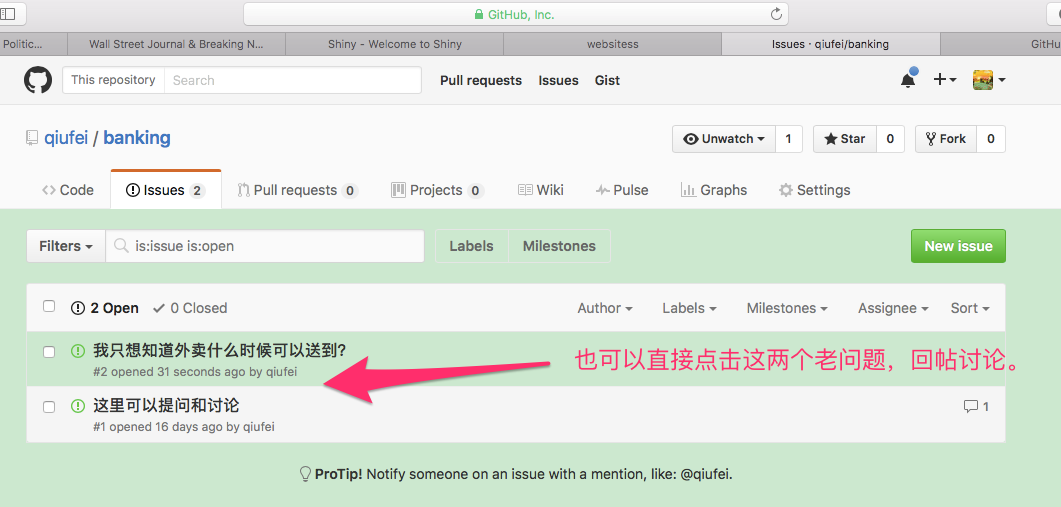 GitHub, Inc.
Politic...
Wall Street Journal & Breaking N...
Shiny - Welcome to Shiny
websitess
Issues · qiufei/banking
GitHu
This repository
Search
Pull requests
Issues
Gist
qiufei / banking
Unwatch
1
Star
0
Fork
0
Code
Issues 2
Pull requests 0
Projects 0
Wiki
Pulse
Graphs
Settings
Filters
is:issue is:open
Labels
Milestones
New issue
2 Open
0 Closed
Author
Labels
Milestones
Assignee
Sort
我只想知道外卖什么时候可以送到?
#2 opened 31 seconds ago by qiufei
也可以直接点击这两个老问题，回帖讨论。
这里可以提问和讨论
1
#1 opened 16 days ago by qiufei
ProTip! Notify someone on an issue with a mention, like: @qiufei.